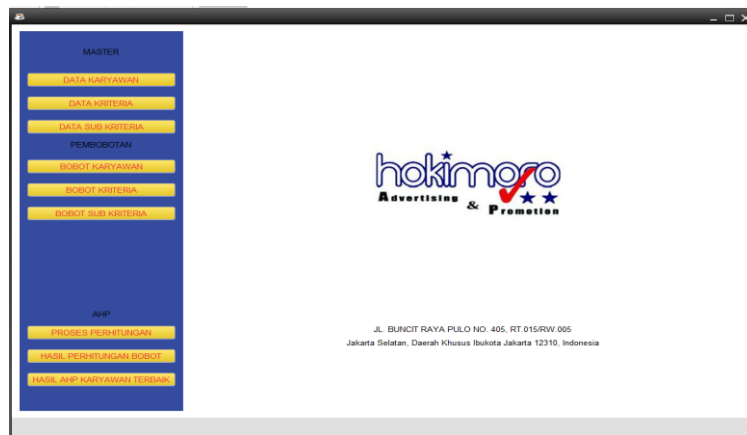 MASTER
DATA KARYAWAN
DATA KRITERIA
DATA SUB KRITERIA
PEMBOBOTAN
BOBOT KARYAWAN
BOBOT KRITERIA
BOBOT SUB KRITERIA
AHP
PROSES PERHITUNGAN
HASIL PERHITUNGAN BOBOT
HASIL AHP KARYAWAN TERBAIK
hokimoro
Advertising & Promotion
JL. BUNCIT RAYA PULO NO. 405, RT.015/RW.005
Jakarta Selatan, Daerah Khusus Ibukota Jakarta 12310, Indonesia